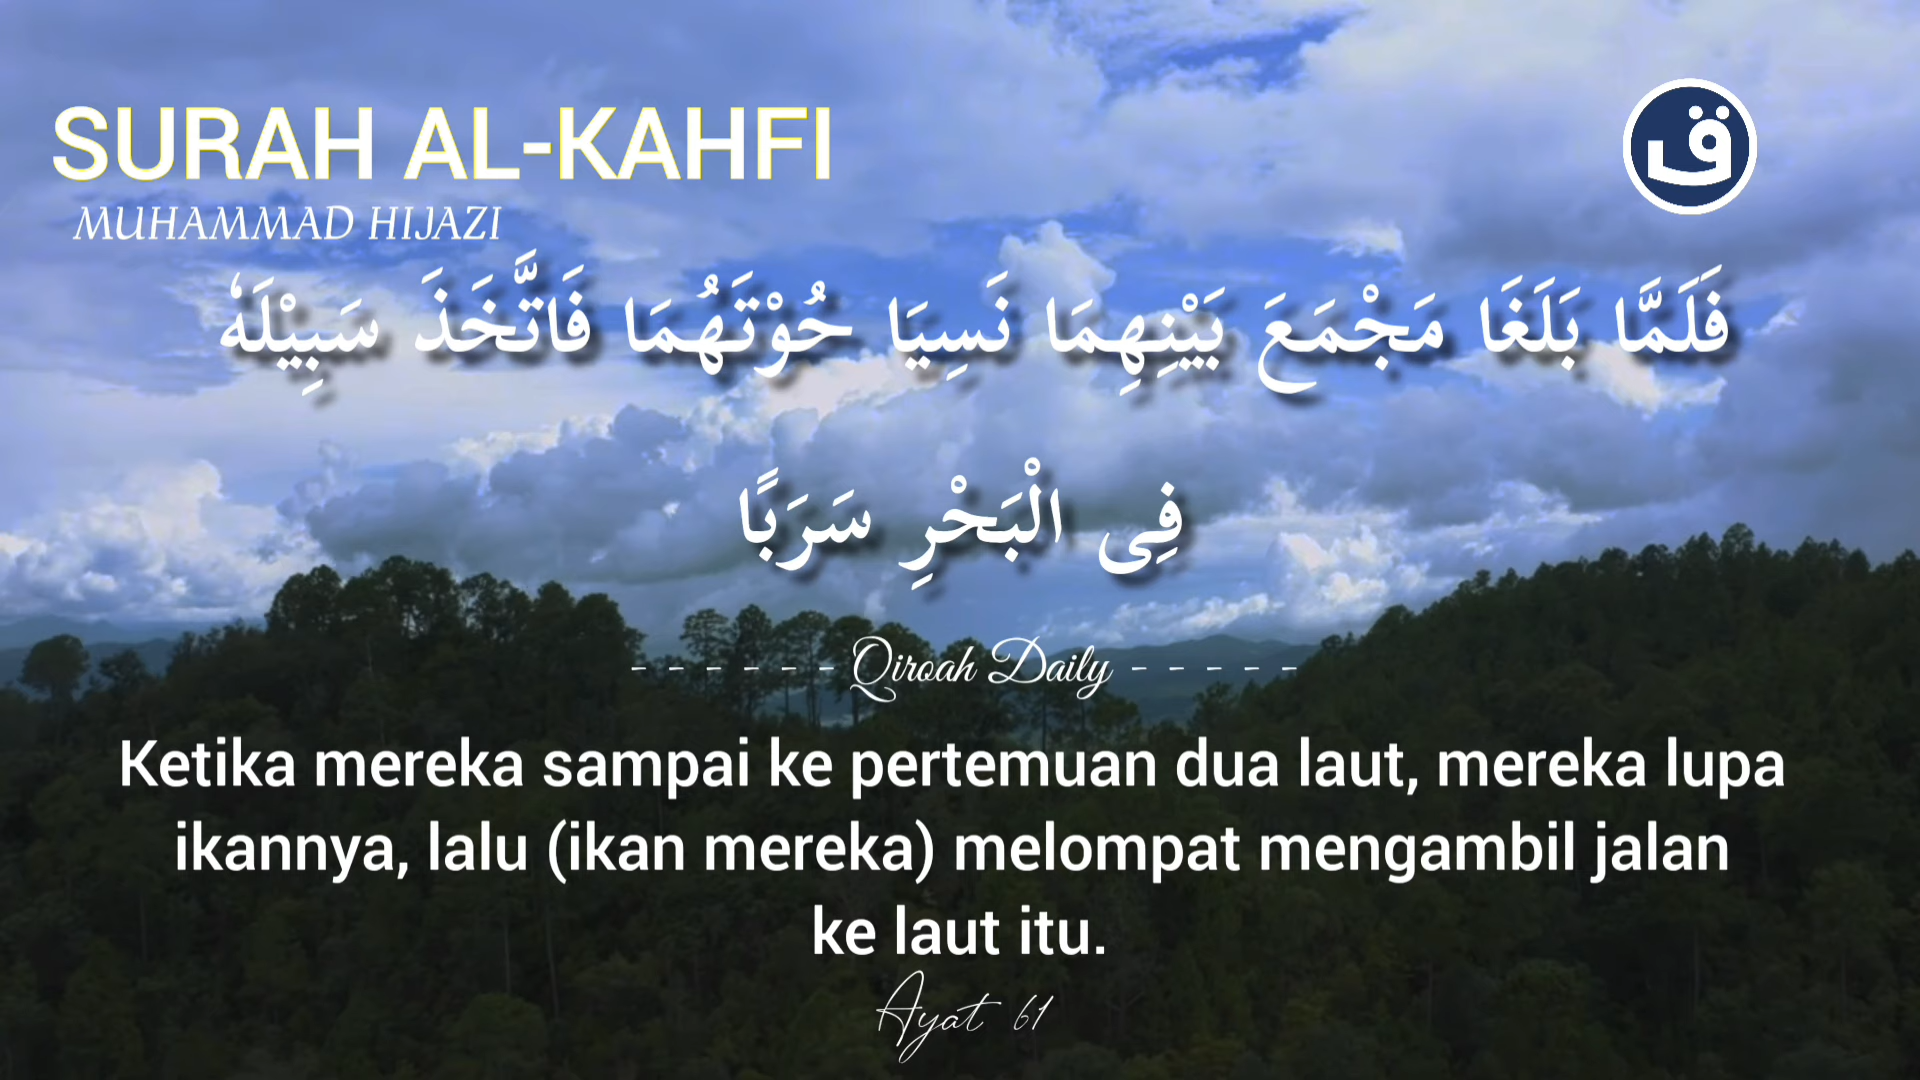 SURAH AL-KAHFI
ق
MUHAMMAD HIJAZI
فَلَمَّا بَلَغَا مَجْمَعَ بَيْنِهِمَا نَسِيَا حُوْتَهُمَا فَاتَّخَذَ سَبِيْلَهٗ
فِى الْبَحْرِ سَرَبًا
- - - - - - Qiroah Daily - - - - -
Ketika mereka sampai ke pertemuan dua laut, mereka lupa
ikannya, lalu (ikan mereka) melompat mengambil jalan
ke laut itu.
Ayat 61